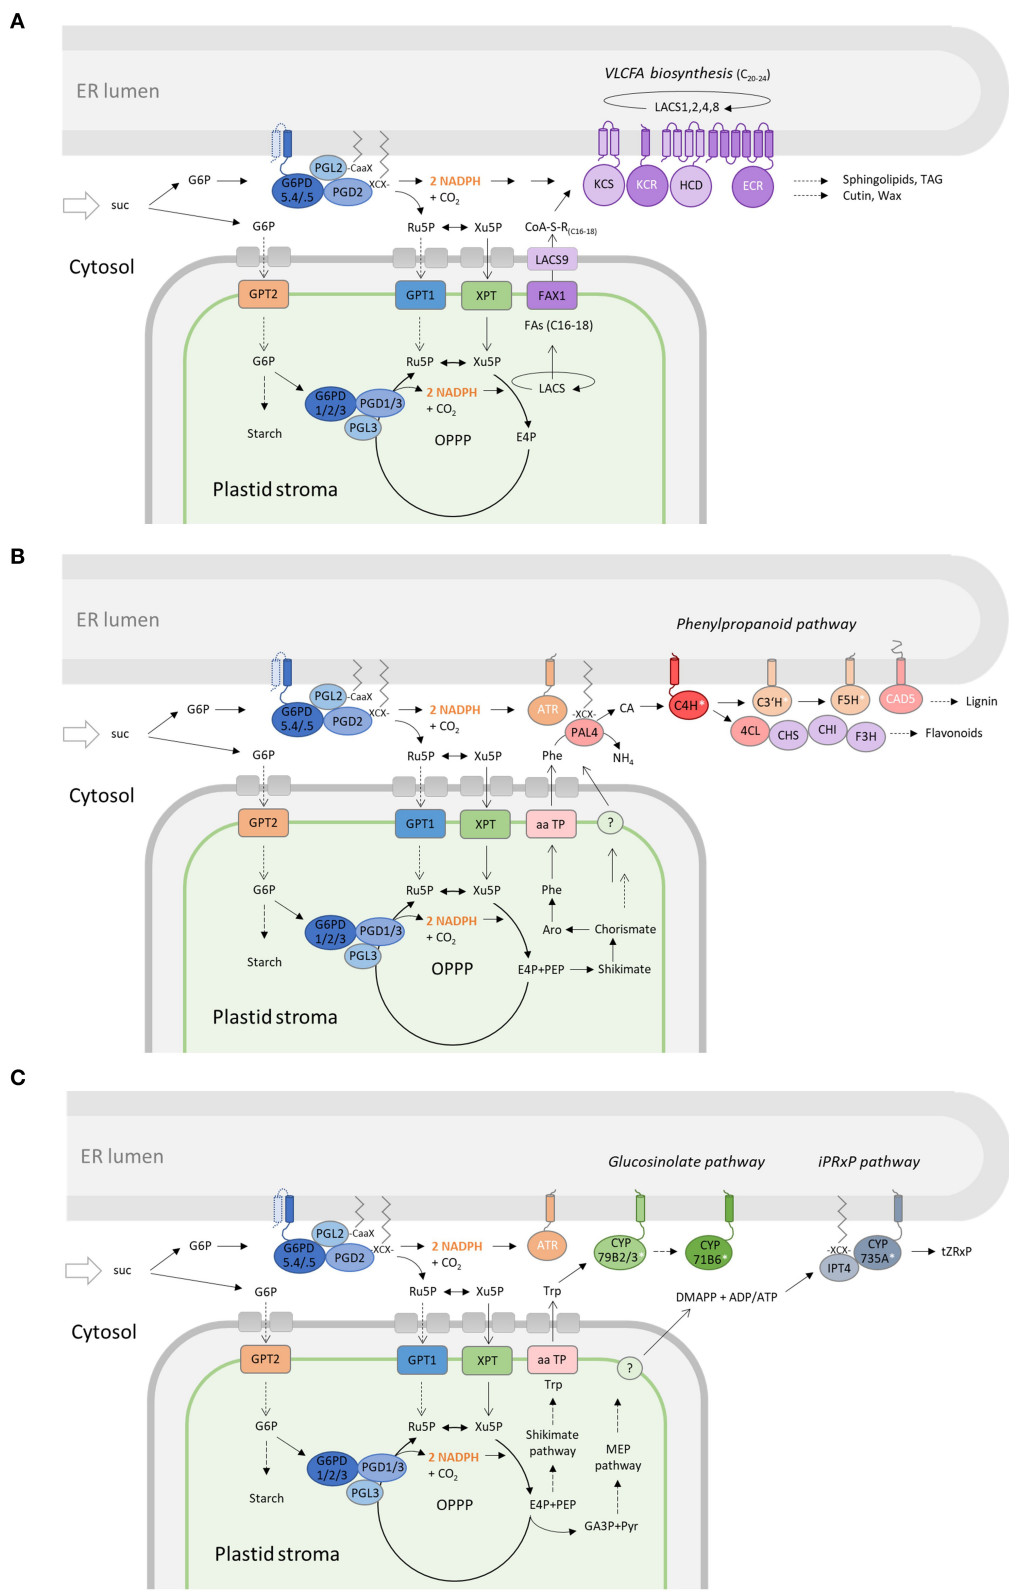 A
ER lumen
VLCFA biosynthesis (C20-24)
LACS1,2,4,8
PGL2
-CaaX
G6PD
5.4/.5
PGD2
XCX-
G6P
suc
G6P
2 NADPH
+ CO2
KCS
KCR
HCD
ECR
Sphingolipids, TAG
Cutin, Wax
Ru5P
Xu5P
CoA-S-R(C16-18)
Cytosol
LACS9
GPT2
GPT1
XPT
FAX1
FAs (C16-18)
G6P
Ru5P
Xu5P
LACS
G6PD
1/2/3
PGD1/3
PGL3
2 NADPH
+ CO2
Starch
OPPP
E4P
Plastid stroma
B
ER lumen
Phenylpropanoid pathway
PGL2
-CaaX
G6PD
5.4/.5
PGD2
XCX-
G6P
suc
G6P
2 NADPH
+ CO2
ATR
-XCX-
PAL4
CA
C4H*
C3'H*
F5H*
CAD5
Lignin
4CL
CHS
CHI
F3H
Flavonoids
Ru5P
Xu5P
Phe
NH4
Cytosol
GPT2
GPT1
XPT
aa TP
?
G6P
Ru5P
Xu5P
Phe
G6PD
1/2/3
PGD1/3
PGL3
2 NADPH
+ CO2
Aro
Chorismate
Starch
OPPP
E4P+PEP
Shikimate
Plastid stroma
C
ER lumen
Glucosinolate pathway
iPRxP pathway
PGL2
-CaaX
G6PD
5.4/.5
PGD2
-XCX-
G6P
suc
G6P
2 NADPH
+ CO2
ATR
CYP
79B2/3*
CYP
71B6*
-XCX-
IPT4
CYP
735A*
tZRxP
Ru5P
Xu5P
Trp
DMAPP + ADP/ATP
Cytosol
GPT2
GPT1
XPT
aa TP
?
Trp
G6P
Ru5P
Xu5P
Shikimate
pathway
MEP
pathway
G6PD
1/2/3
PGD1/3
PGL3
2 NADPH
+ CO2
Starch
OPPP
E4P+PEP
GA3P+Pyr
Plastid stroma